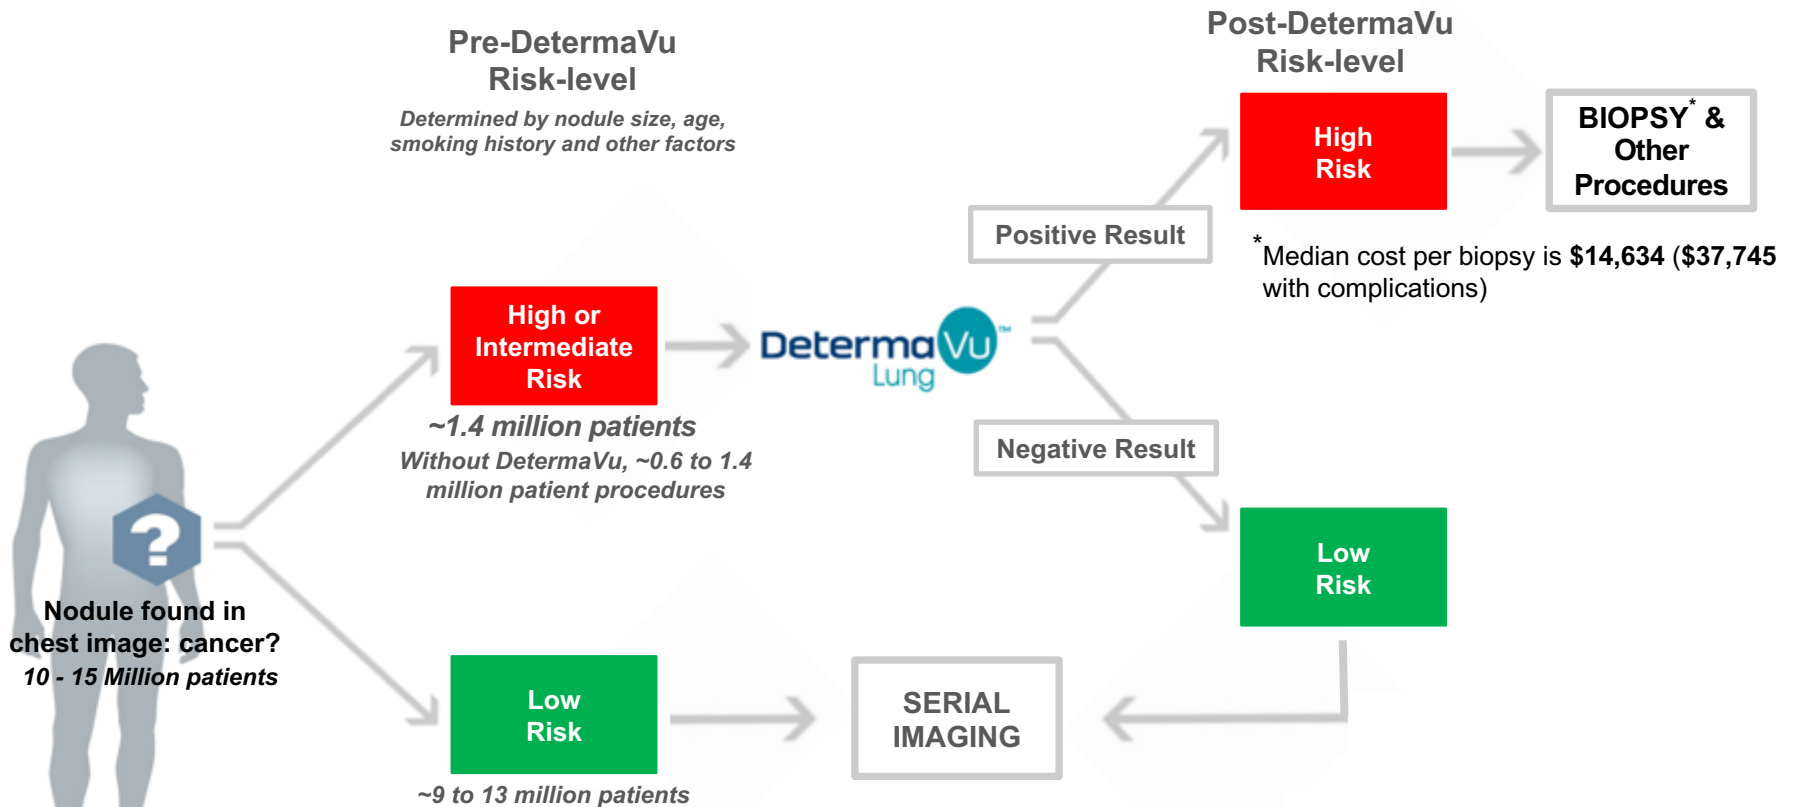 Pre-DetermaVu
Risk-level
Determined by nodule size, age,
smoking history and other factors
Post-DetermaVu
Risk-level
High
Risk
BIOPSY* &
Other
Procedures
*Median cost per biopsy is $14,634 ($37,745
with complications)
Positive Result
High or
Intermediate
Risk
~1.4 million patients
Without DetermaVu, ~0.6 to 1.4
million patient procedures
DetermaVu™
Lung
Negative Result
Low
Risk
?
Nodule found in
chest image: cancer?
10 - 15 Million patients
Low
Risk
~9 to 13 million patients
SERIAL
IMAGING